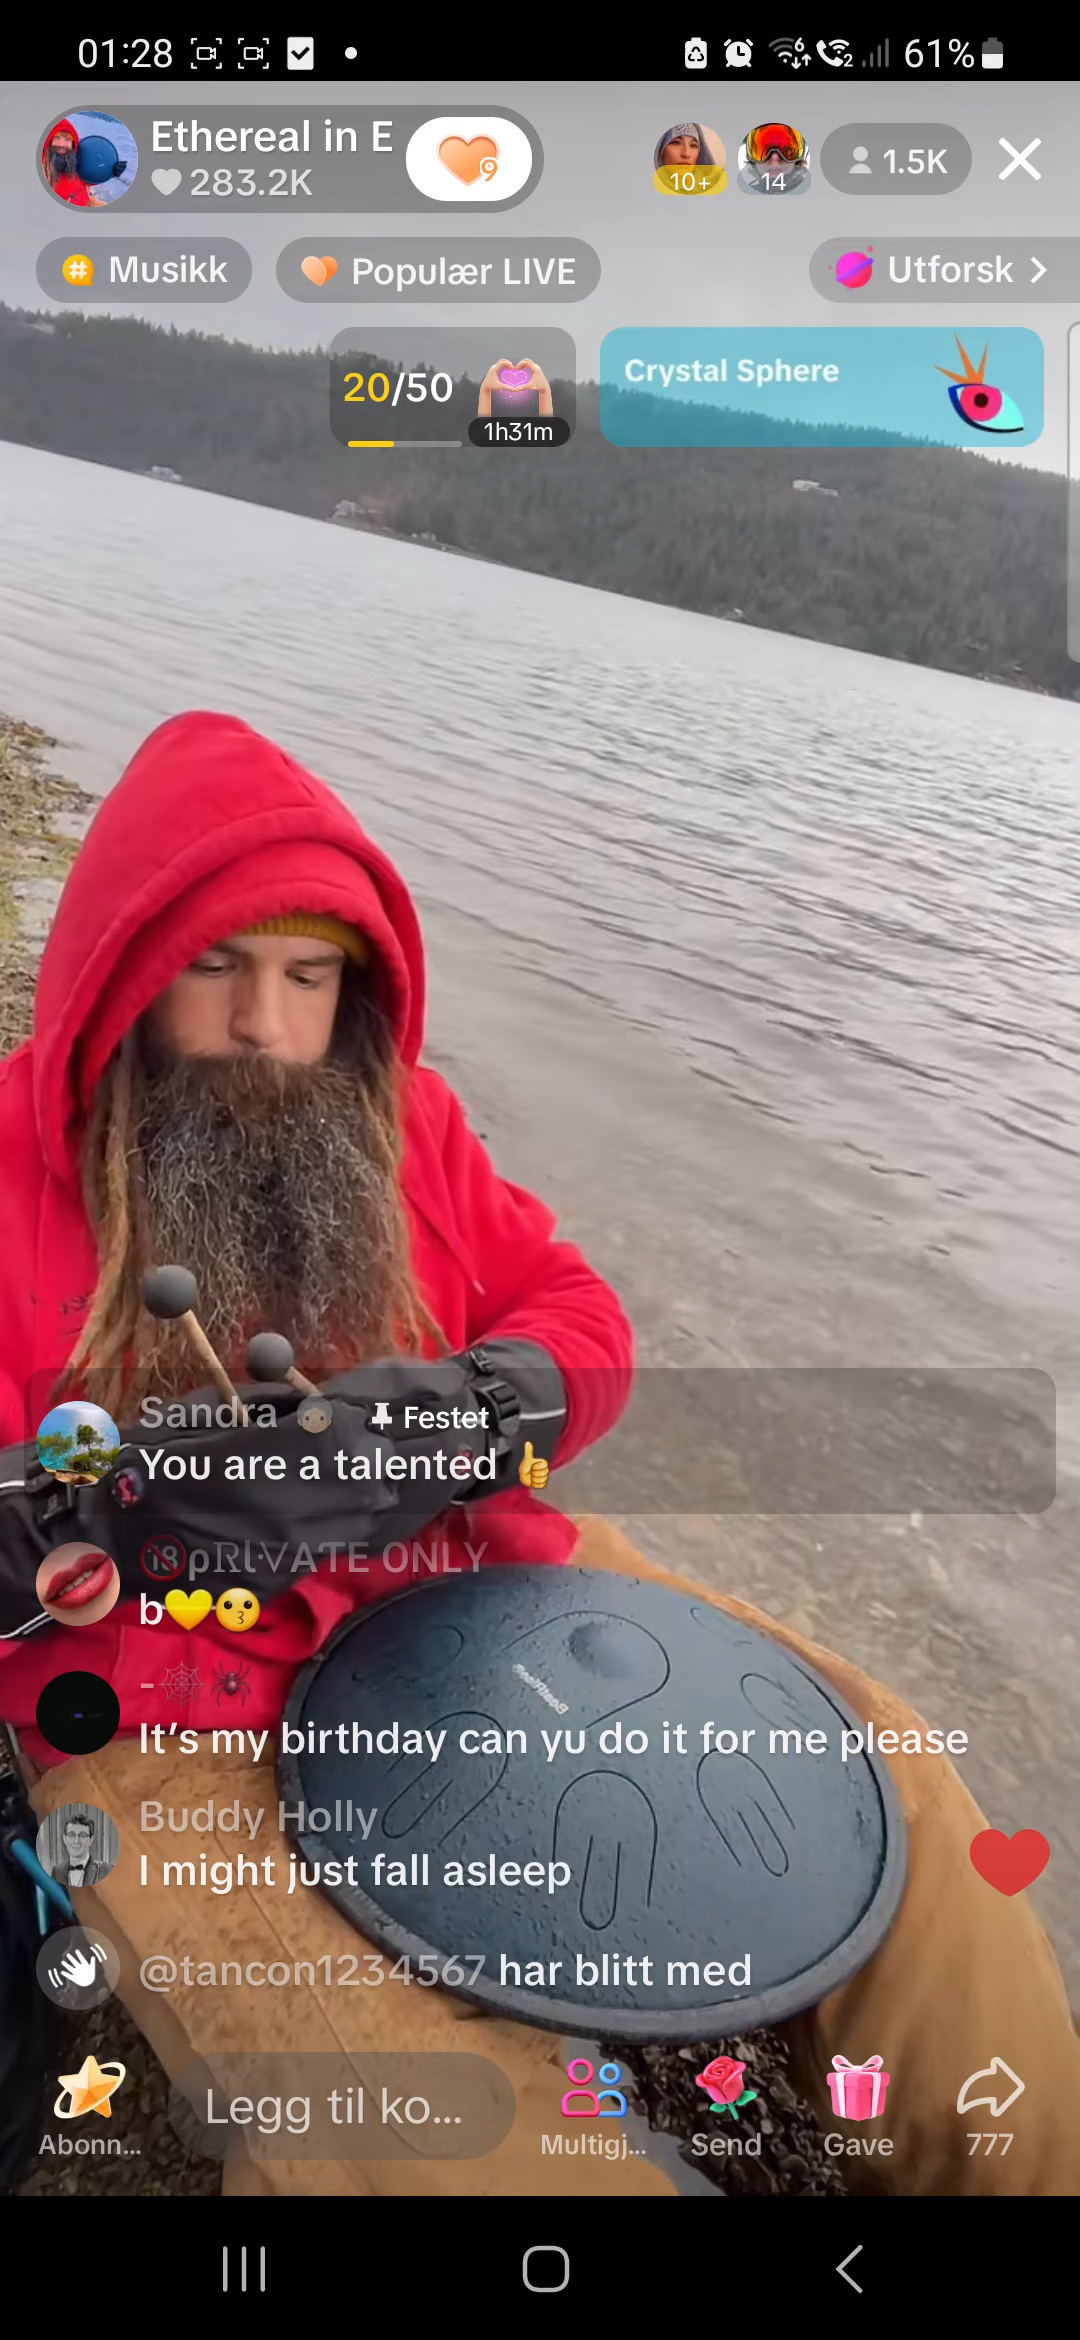 01:28
61%
Ethereal in E
283.2K
10+
14
1.5K
Musikk
Populær LIVE
Utforsk
20/50
1h31m
Crystal Sphere
Sandra
Festet
You are a talented 👍
🔞ρℝ𝕀·VATE ONLY
b💛😗
-🕸🕷
It's my birthday can yu do it for me please
Buddy Holly
I might just fall asleep
@tancon1234567 har blitt med
Abonn...
Legg til ko...
Multigj...
Send
Gave
777